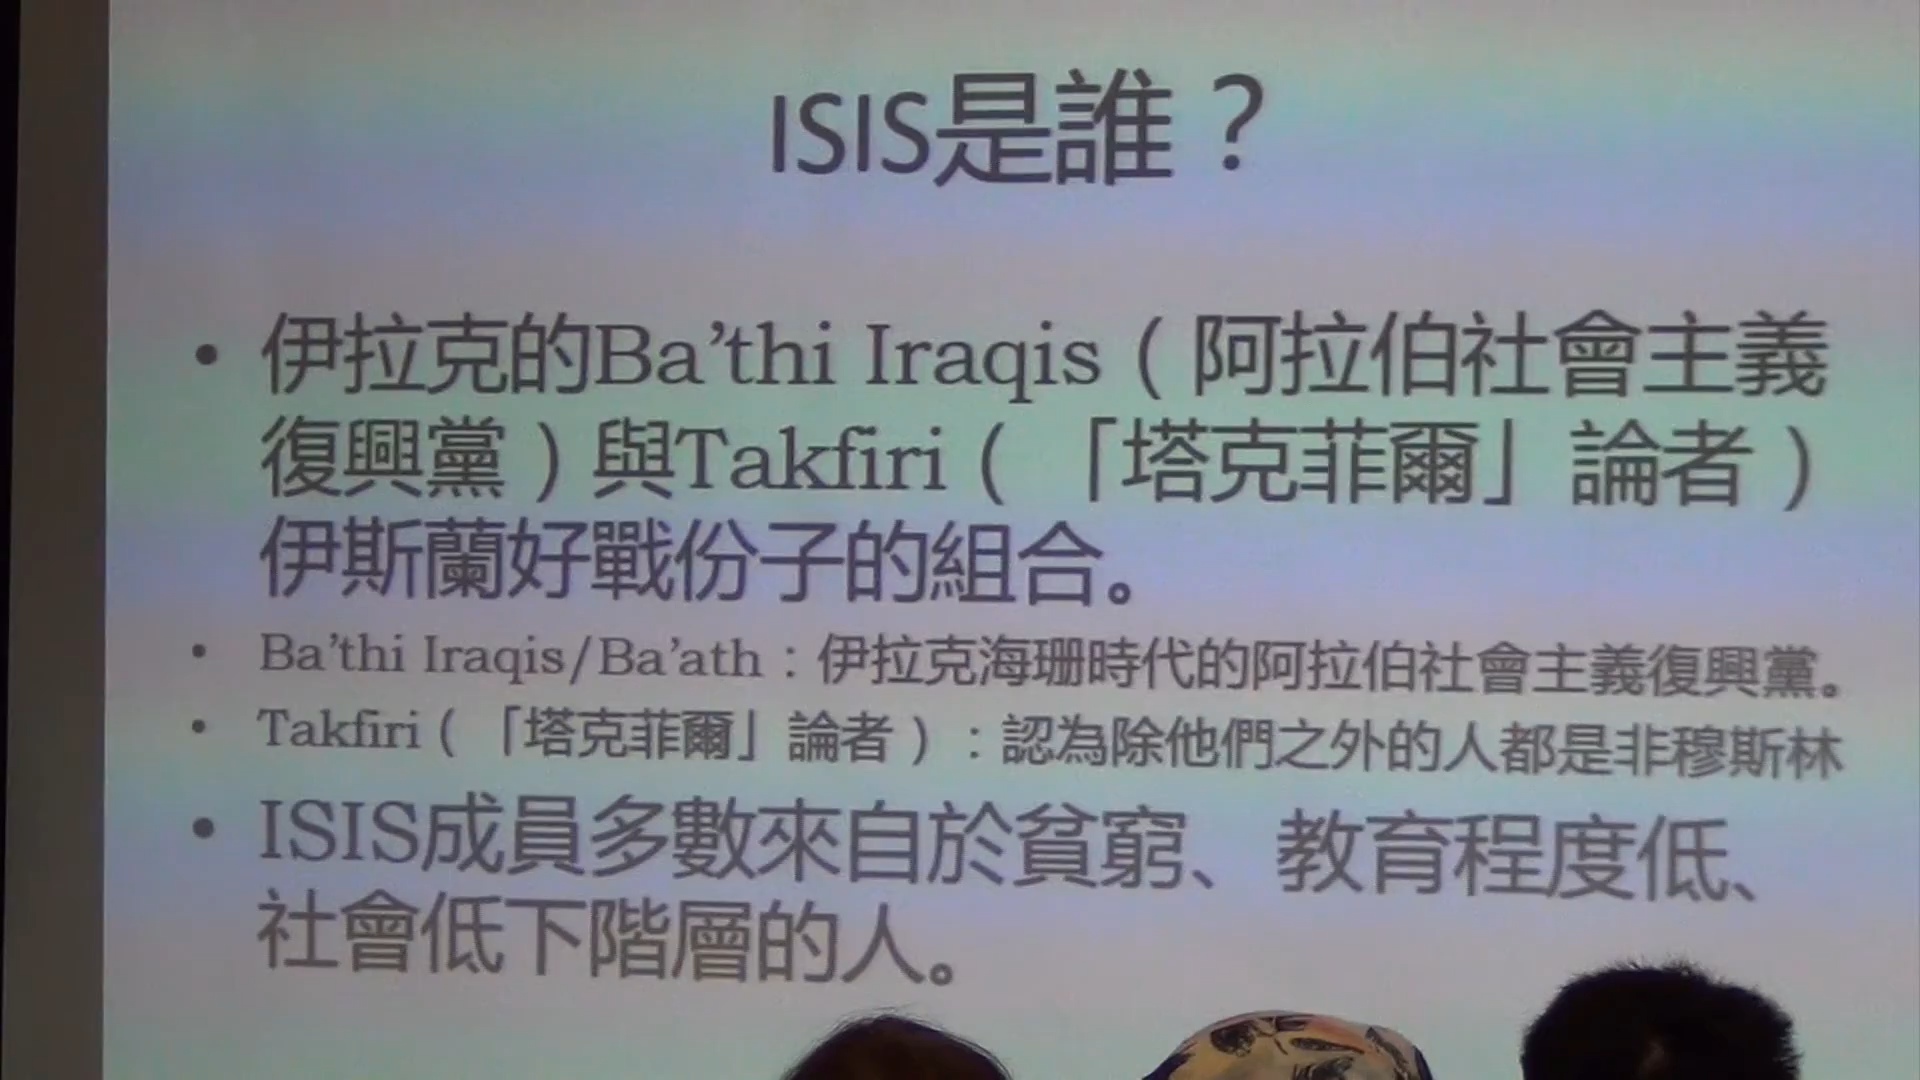 ISIS是誰？
• 伊拉克的Ba’thi Iraqis（阿拉伯社會主義
復興黨）與Takfiri（「塔克菲爾」論者）
伊斯蘭好戰份子的組合。
• Ba’thi Iraqis/Ba’ath：伊拉克海珊時代的阿拉伯社會主義復興黨。
• Takfiri（「塔克菲爾」論者）：認為除他們之外的人都是非穆斯林
• ISIS成員多數來自於貧窮、教育程度低、
社會低下階層的人。